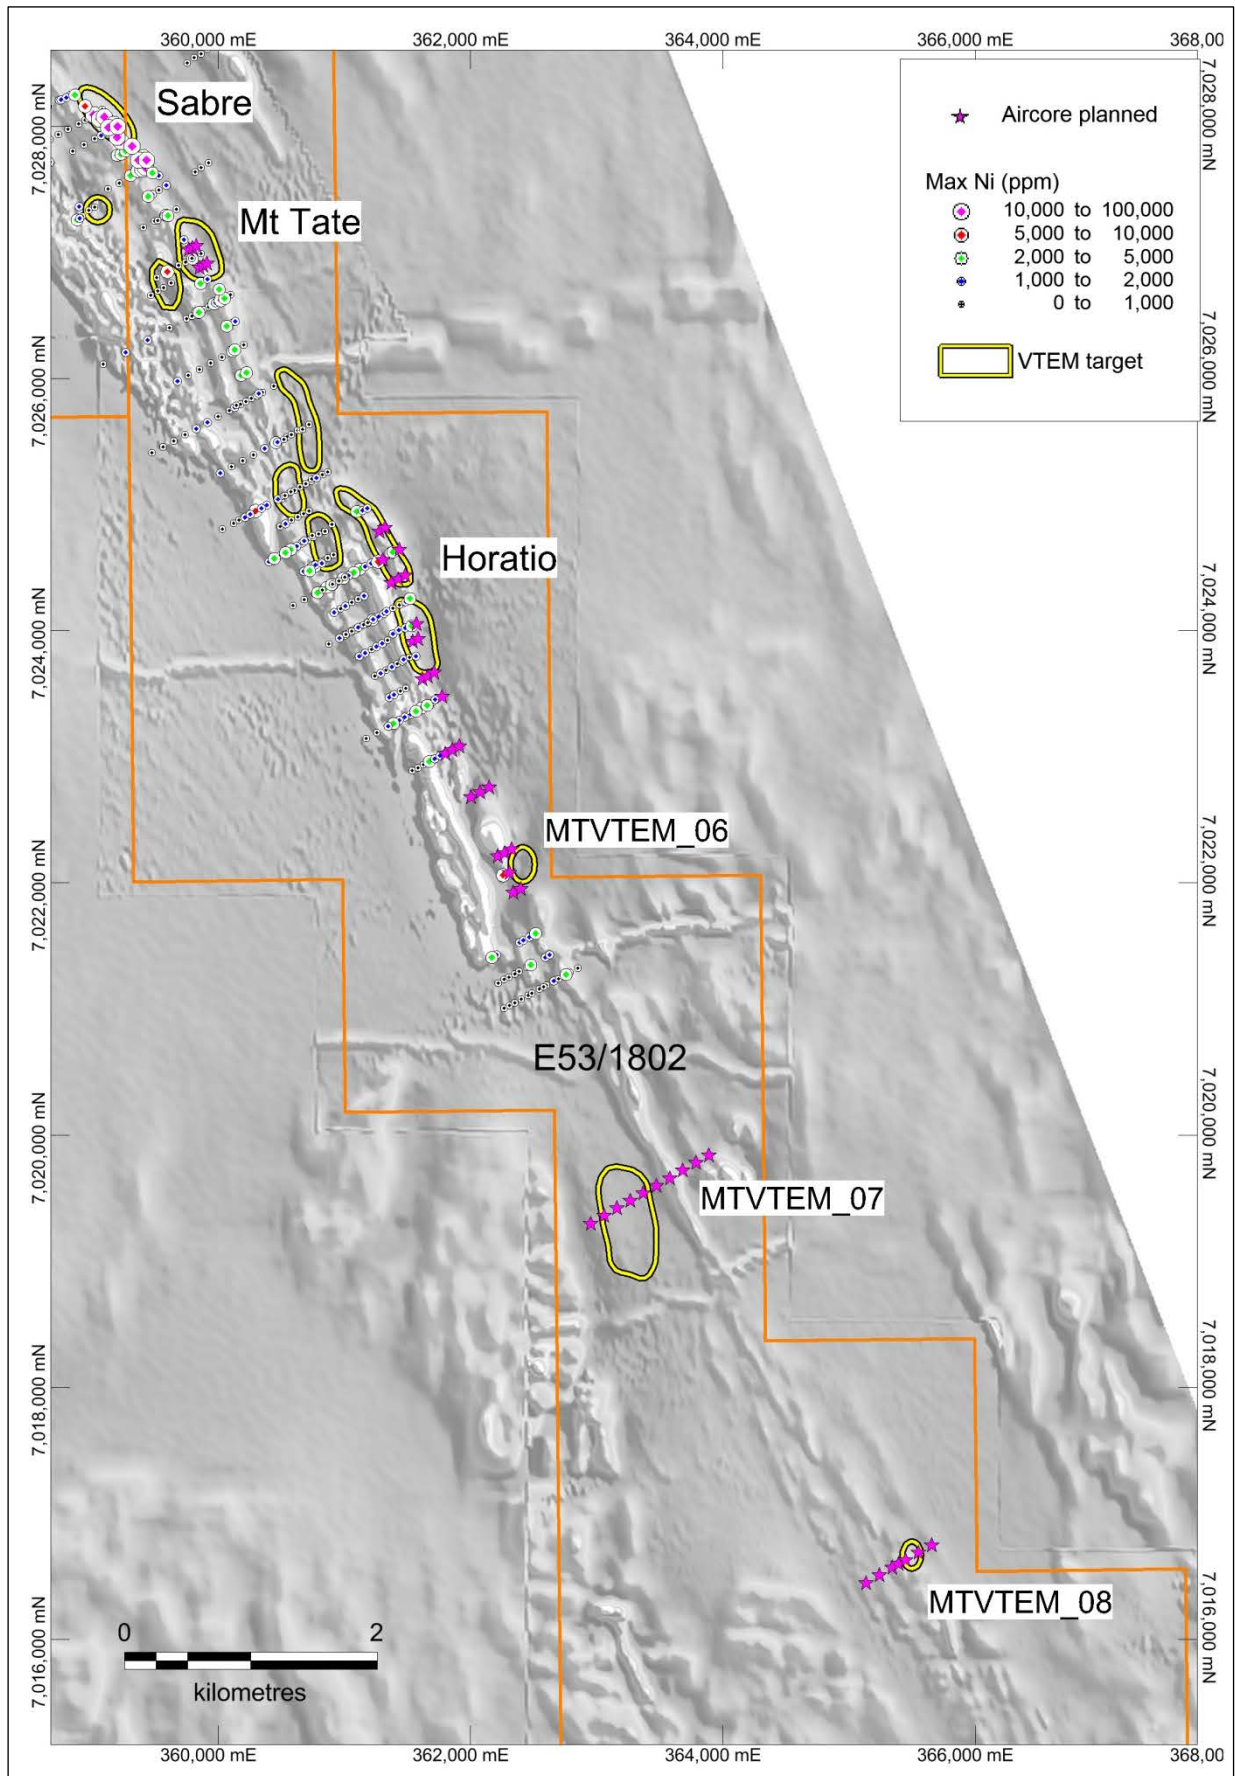 360,000 mE
362,000 mE
364,000 mE
366,000 mE
368,00
7,028,000 mN
7,028,000 mN
Sabre
Aircore planned
Max Ni (ppm)
10,000 to 100,000
5,000 to 10,000
2,000 to 5,000
1,000 to 2,000
0 to 1,000
VTEM target
Mt Tate
7,026,000 mN
7,026,000 mN
Horatio
7,024,000 mN
7,024,000 mN
MTVTEM_06
7,022,000 mN
7,022,000 mN
E53/1802
7,020,000 mN
7,020,000 mN
MTVTEM_07
7,018,000 mN
7,018,000 mN
MTVTEM_08
7,016,000 mN
7,016,000 mN
0
2
kilometres
360,000 mE
362,000 mE
364,000 mE
366,000 mE
368,00